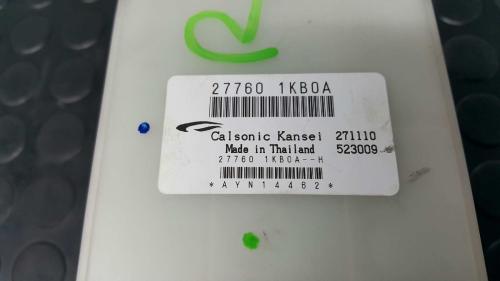 27760 1KB0A
Calsonic Kansei 271110
Made in Thailand 523009
27760 1KB0A--H
*AYN14462*